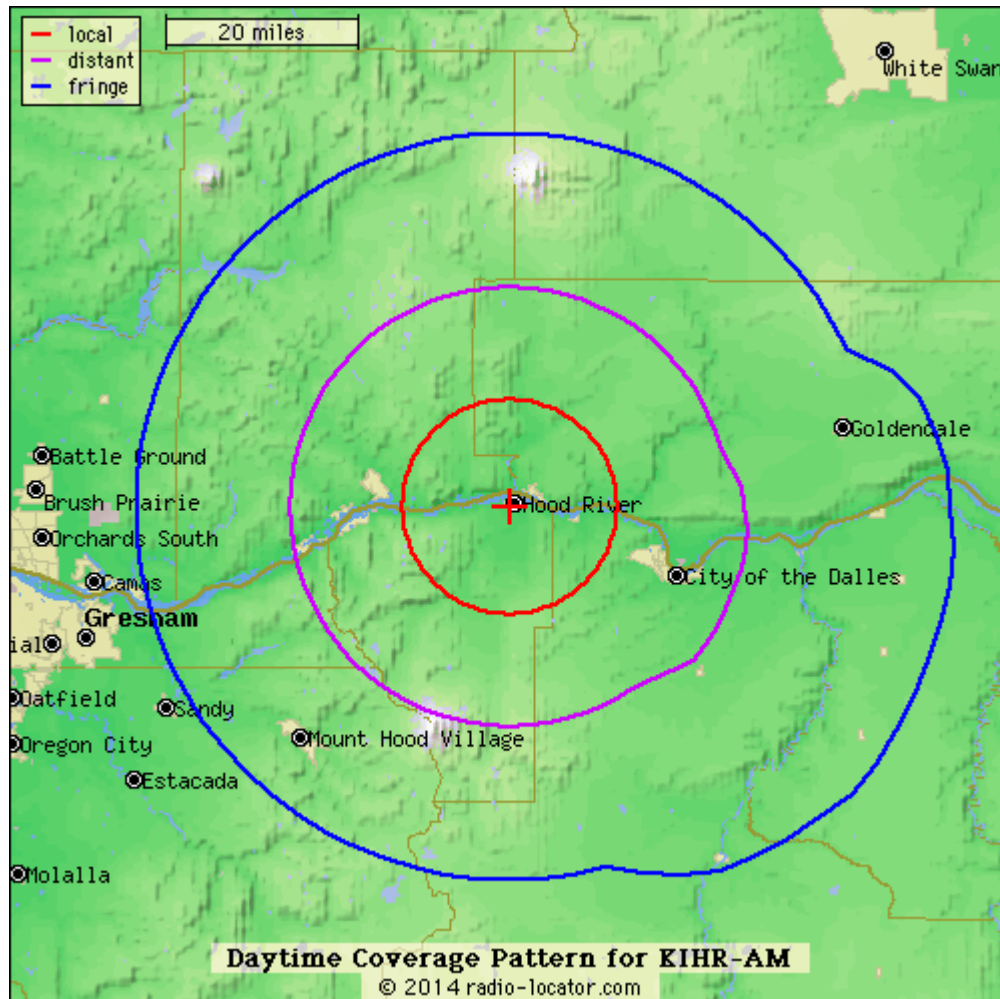 local
distant
fringe
20 miles
White Swan
Goldendale
Battle Ground
Brush Prairie
Hood River
Orchards South
City of the Dalles
Camas
Gresham
ial
Oatfield
Sandy
Mount Hood Village
Oregon City
Estacada
Molalla
Daytime Coverage Pattern for KIHR-AM
© 2014 radio-locator.com